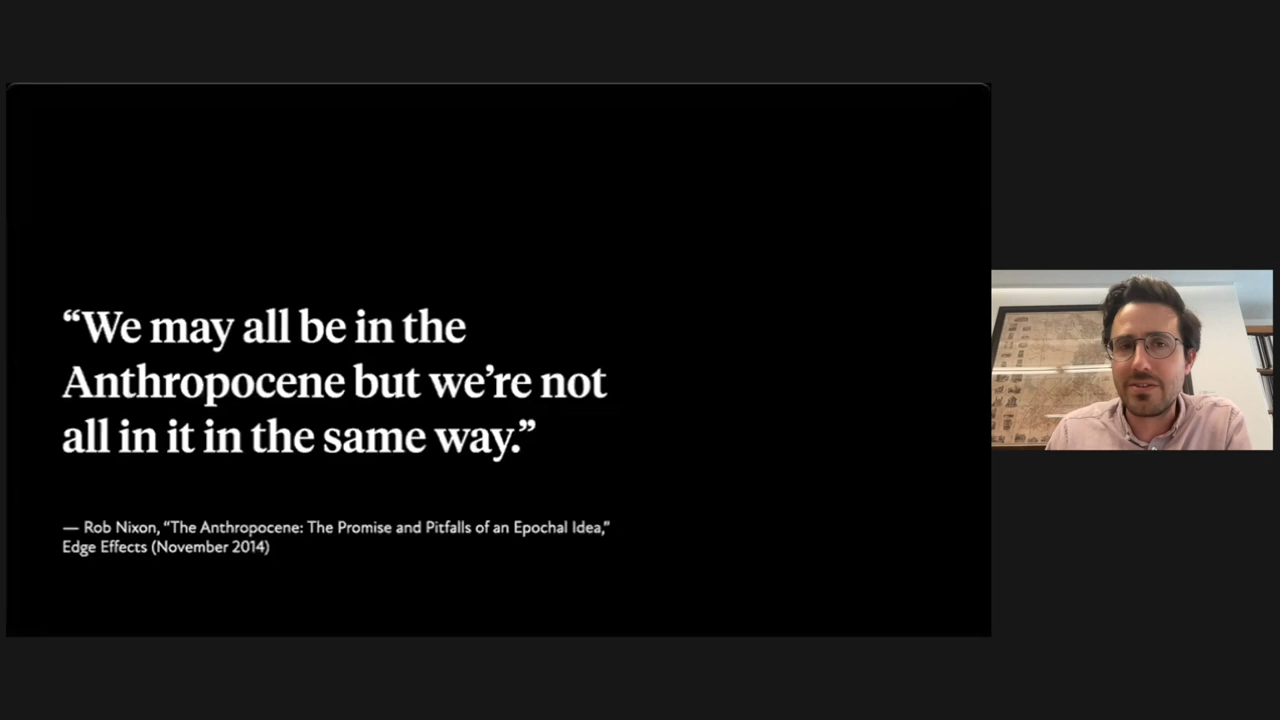 “We may all be in the
Anthropocene but we’re not
all in it in the same way.”
— Rob Nixon, “The Anthropocene: The Promise and Pitfalls of an Epochal Idea,”
Edge Effects (November 2014)